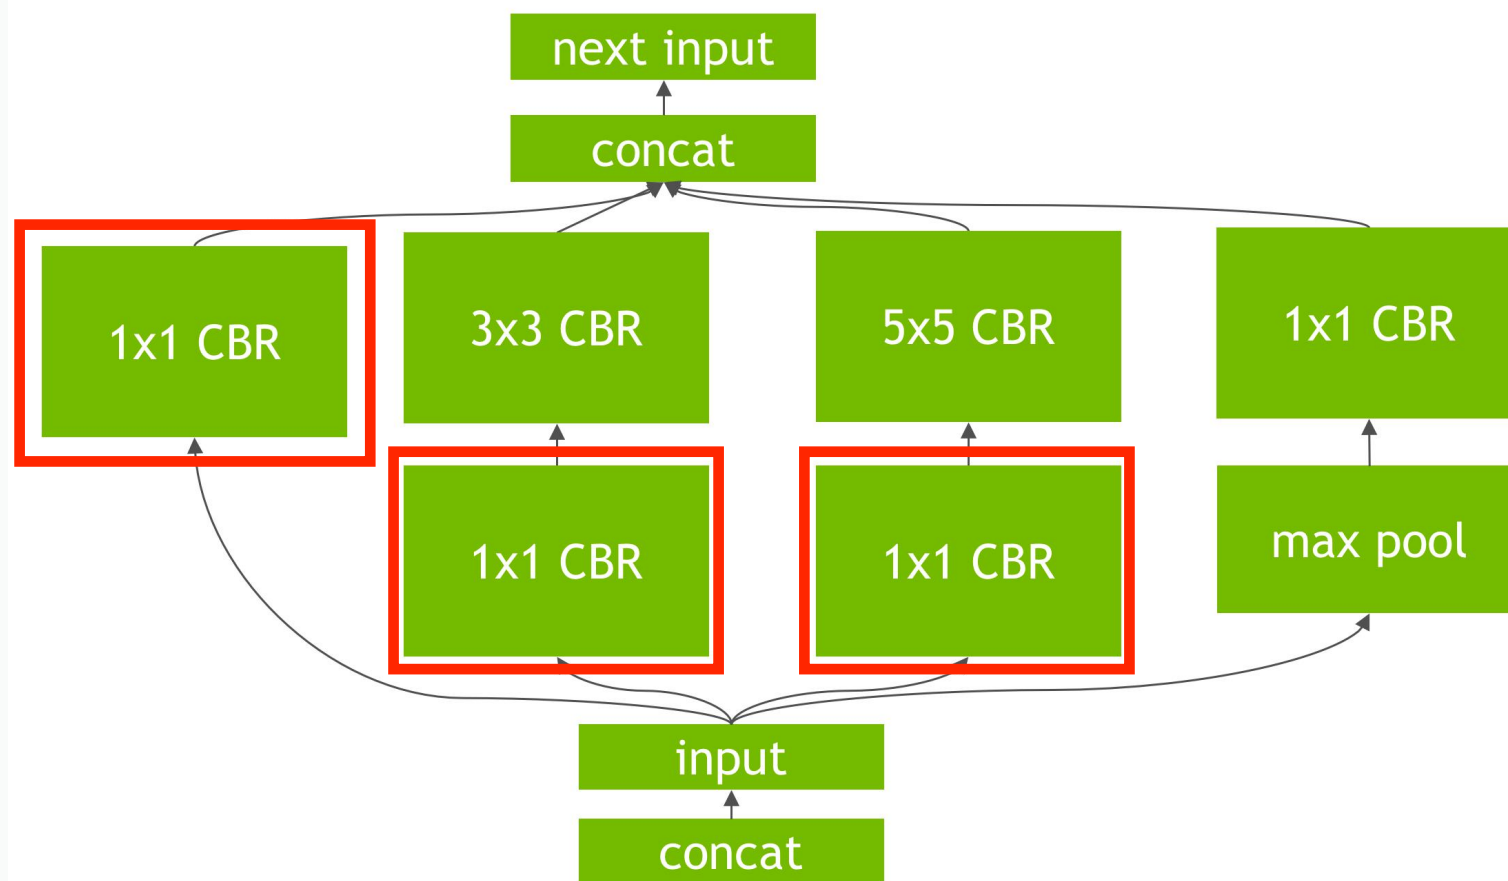 next input
concat
1x1 CBR
3x3 CBR
5x5 CBR
1x1 CBR
1x1 CBR
1x1 CBR
max pool
input
concat